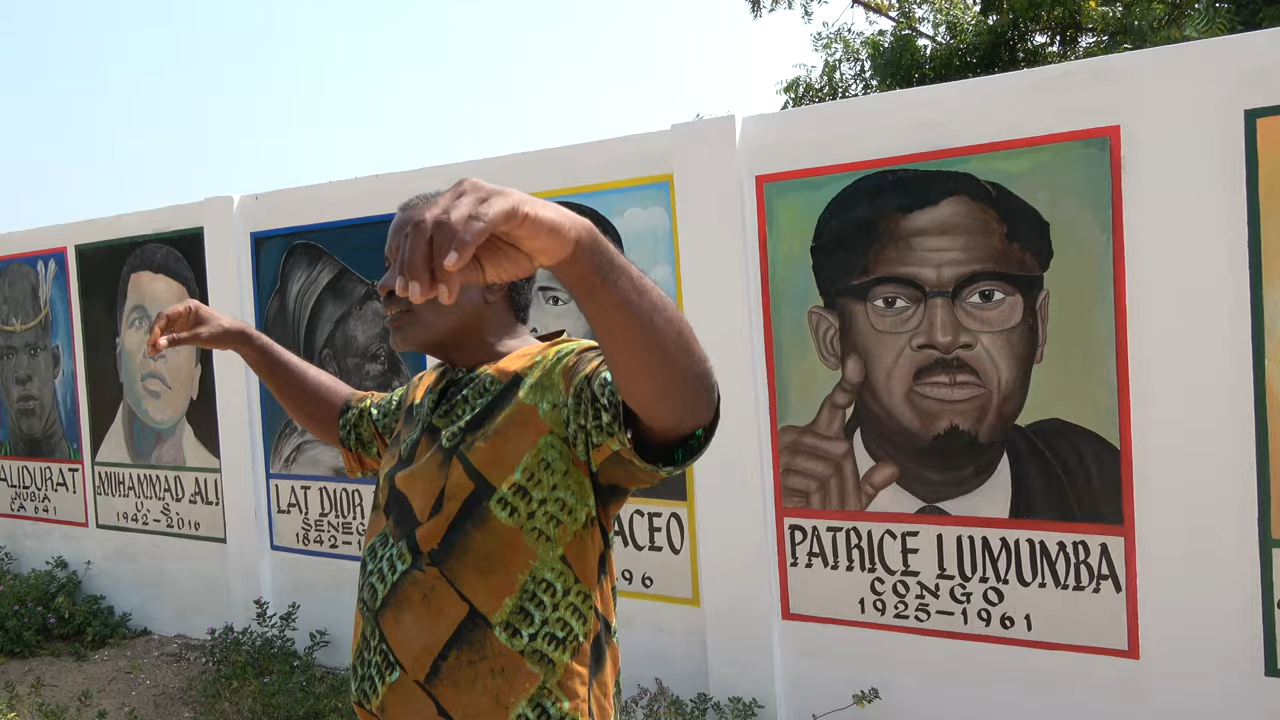 ALIDURAT
NUBIA
CA 641
MUHAMMAD ALI
U. S.
1942-2016
LAT DIOR
SENEG
1842-1
ACEO
96
PATRICE LUMUMBA
CONGO
1925-1961